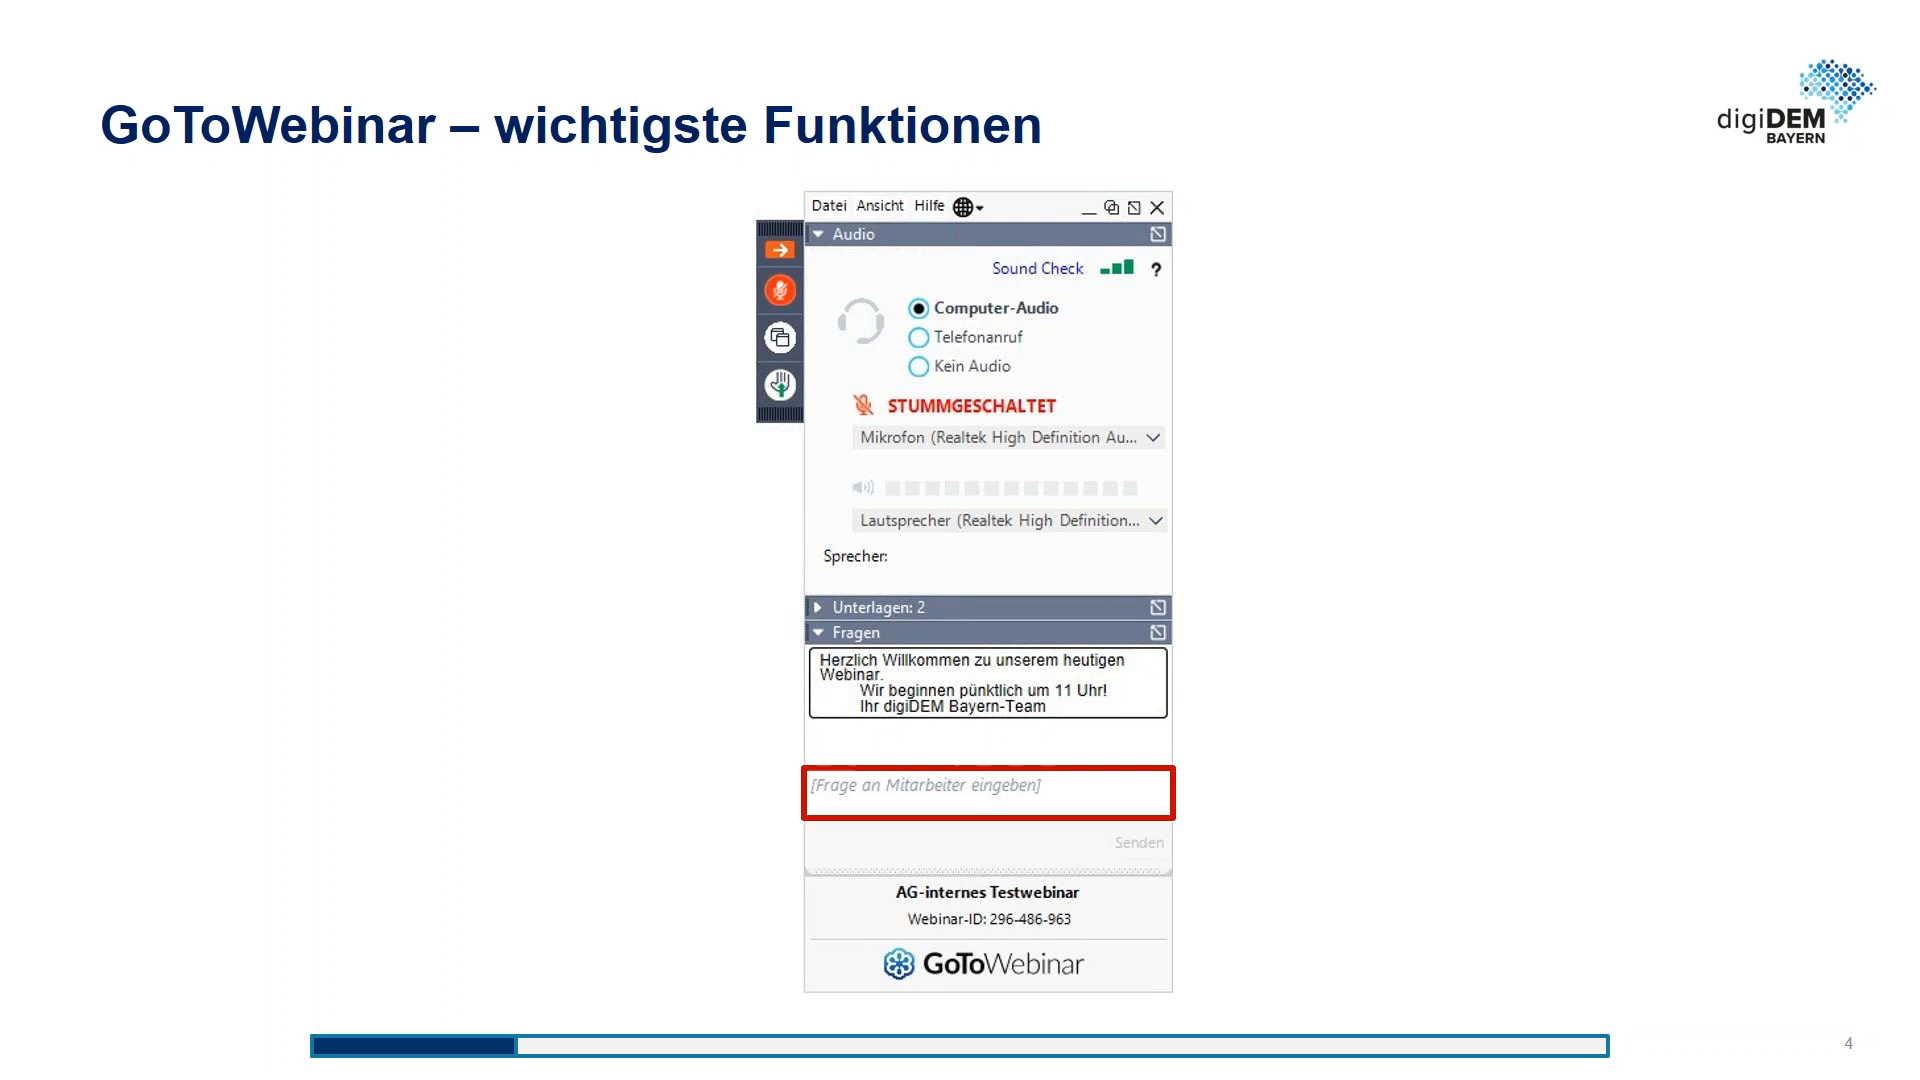 GoToWebinar – wichtigste Funktionen
digiDEM
BAYERN
Datei Ansicht Hilfe
Audio
Sound Check ?
Computer-Audio
Telefonanruf
Kein Audio
STUMMGESCHALTET
Mikrofon (Realtek High Definition Au...
Lautsprecher (Realtek High Definition...
Sprecher:
Unterlagen: 2
Fragen
Herzlich Willkommen zu unserem heutigen
Webinar.
Wir beginnen pünktlich um 11 Uhr!
Ihr digiDEM Bayern-Team
[Frage an Mitarbeiter eingeben]
Senden
AG-internes Testwebinar
Webinar-ID: 296-486-963
GoToWebinar
4